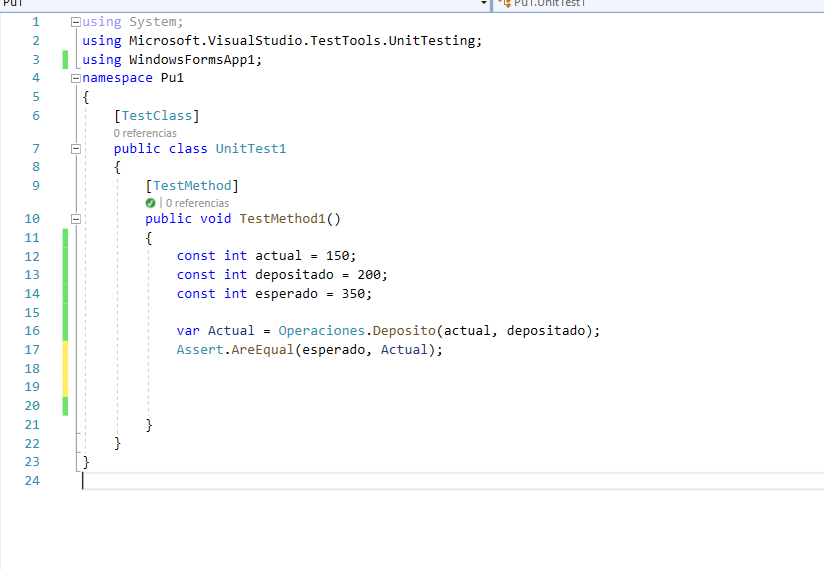 Pu1 Pu1.UnitTest1
1 using System;
2 using Microsoft.VisualStudio.TestTools.UnitTesting;
3 using WindowsFormsApp1;
4 namespace Pu1
5 {
6 [TestClass]
0 referencias
7 public class UnitTest1
8 {
9 [TestMethod]
| 0 referencias
10 public void TestMethod1()
11 {
12 const int actual = 150;
13 const int depositado = 200;
14 const int esperado = 350;
15
16 var Actual = Operaciones.Deposito(actual, depositado);
17 Assert.AreEqual(esperado, Actual);
18
19
20
21 }
22 }
23 }
24